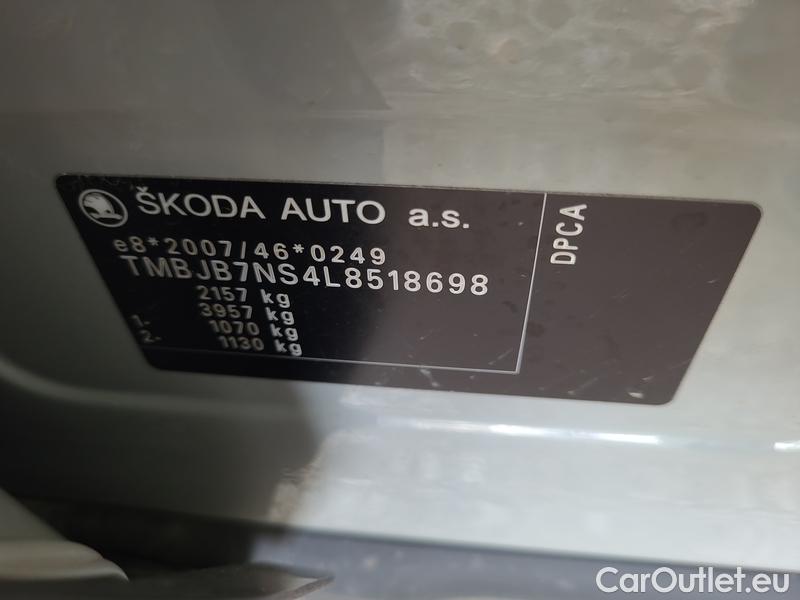 ŠKODA AUTO a.s.
e8*2007/46*0249
TMBJB7NS4L8518698
2157 kg
3957 kg
1- 1070 kg
2- 1130 kg
DPCA
CarOutlet.eu